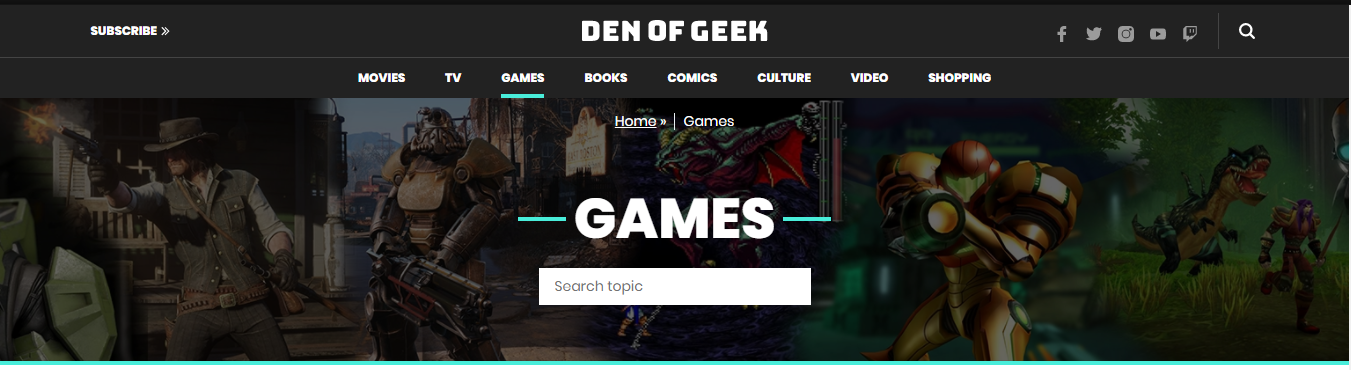 SUBSCRIBE »
DEN OF GEEK
MOVIES TV GAMES BOOKS COMICS CULTURE VIDEO SHOPPING
Home » | Games
GAMES
Search topic